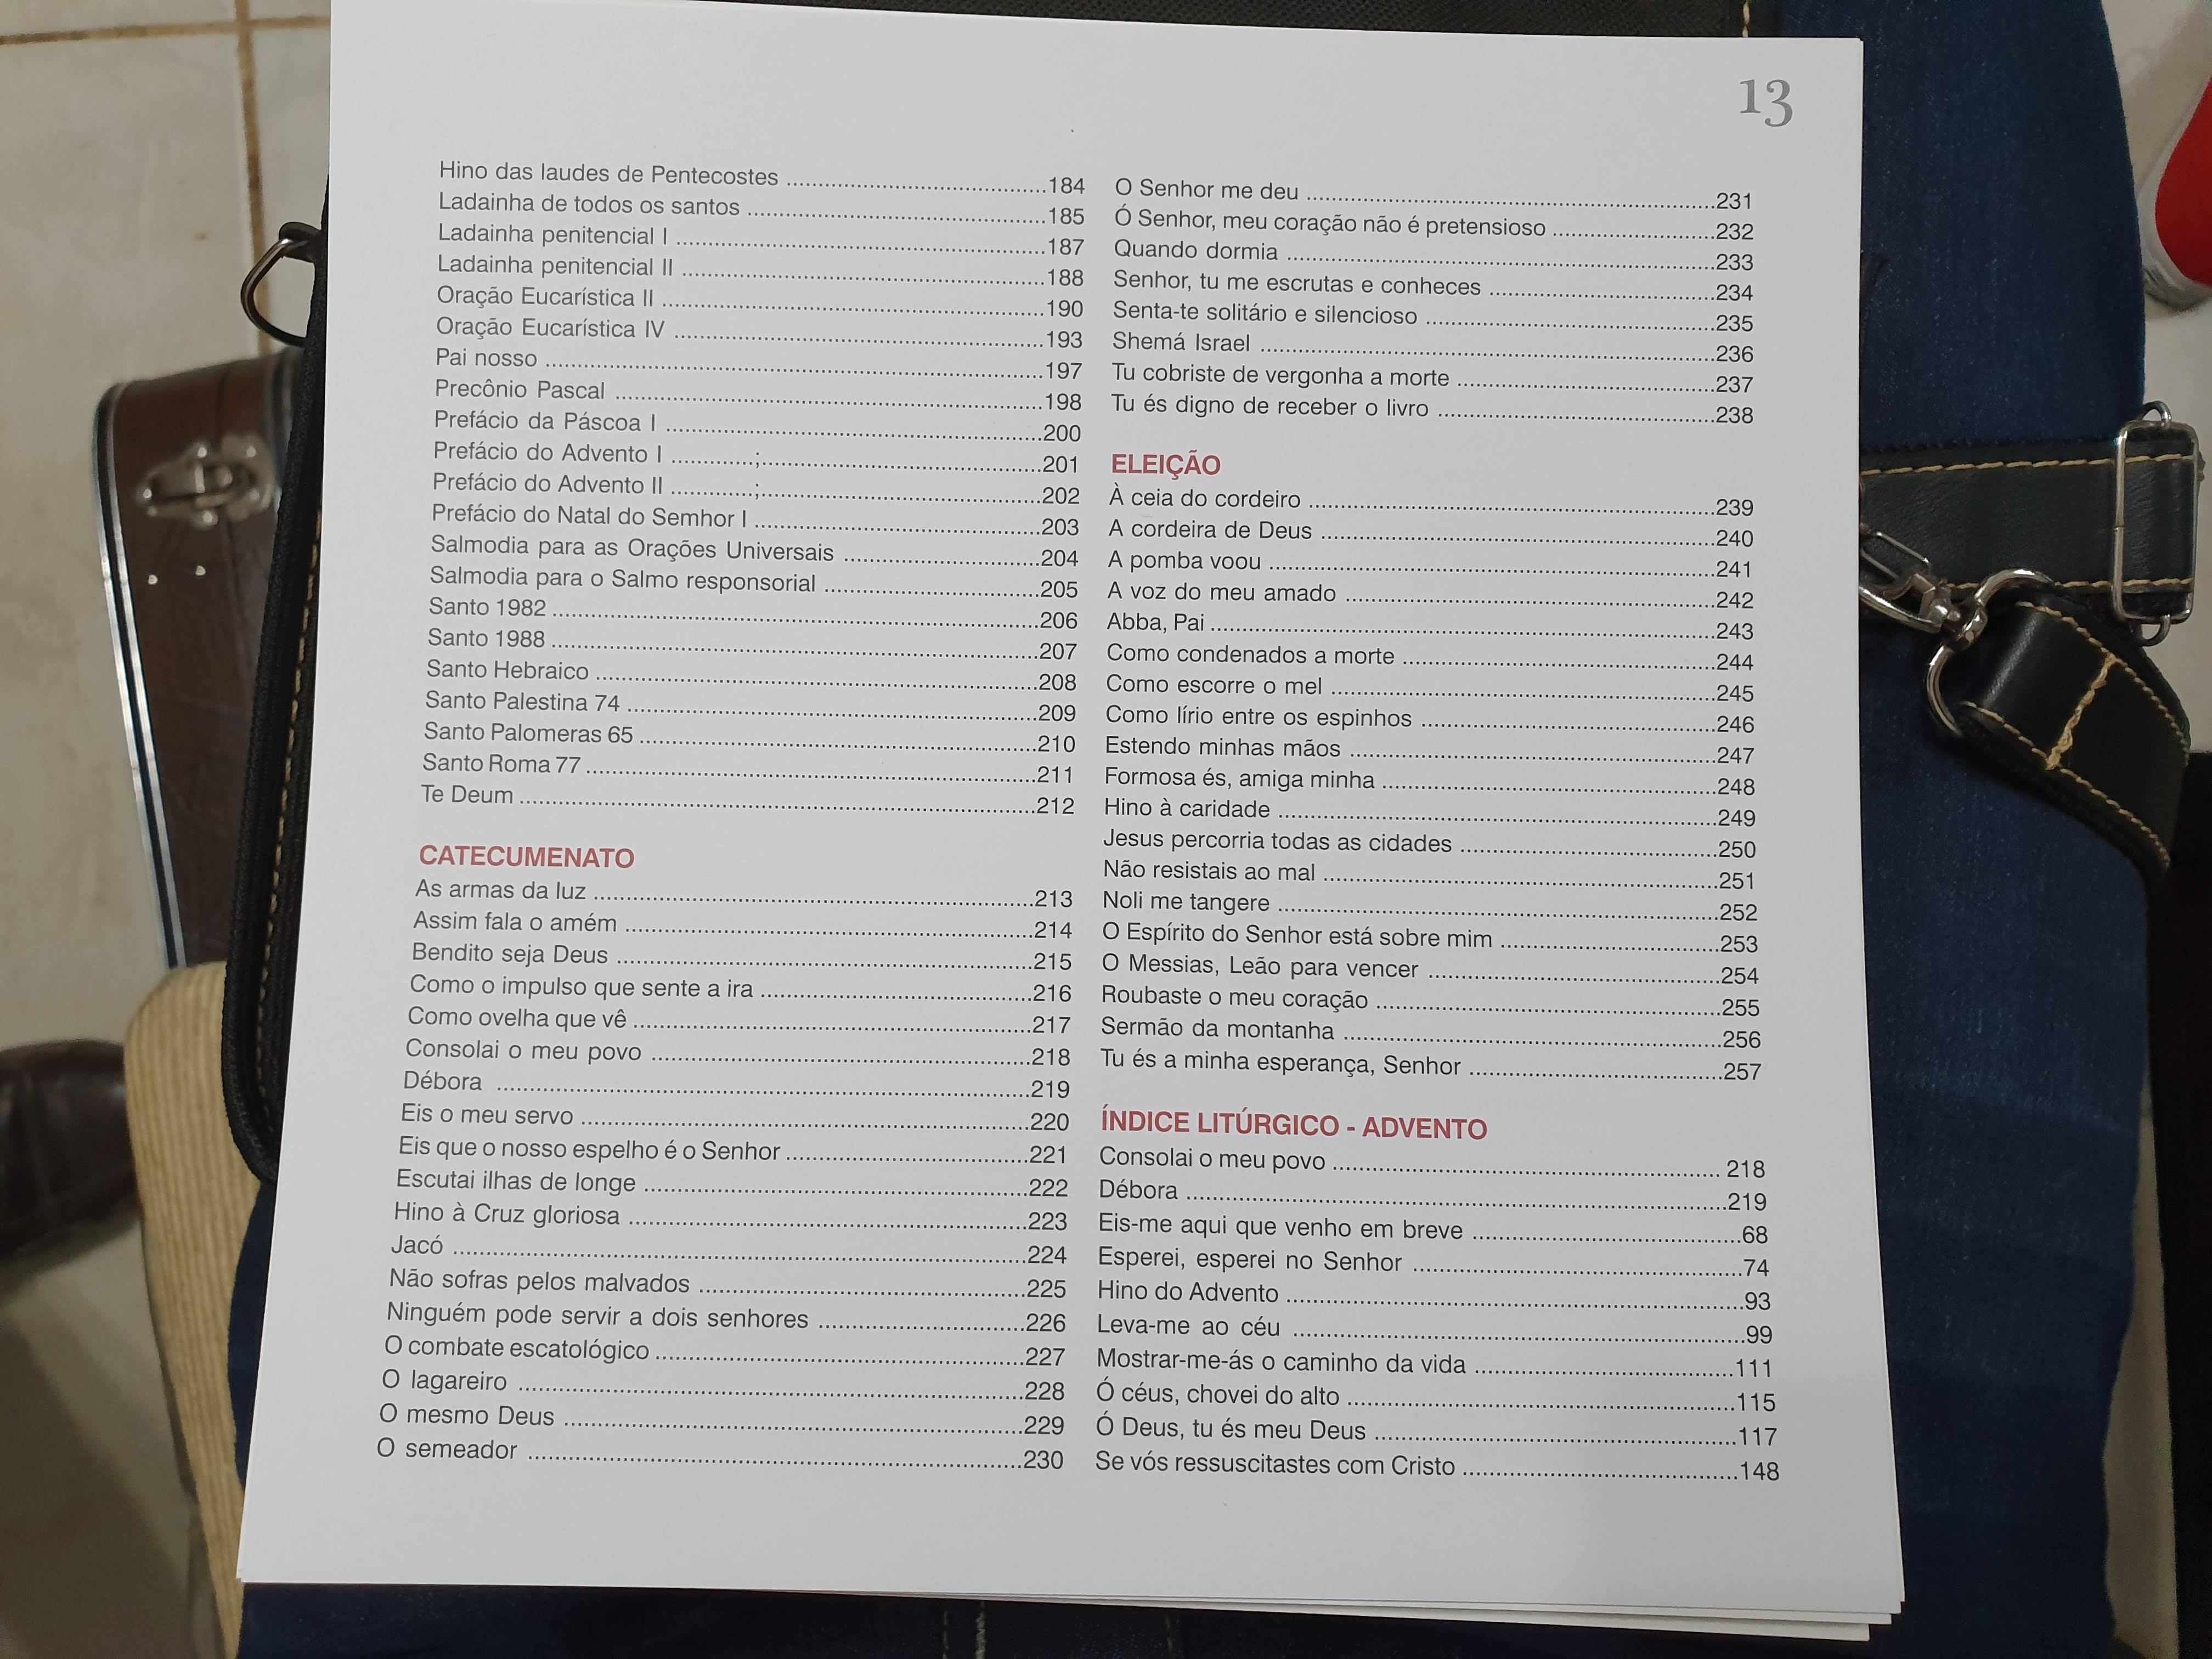 13
Hino das laudes de Pentecostes ........................................184
Ladainha de todos os santos ........................................185
Ladainha penitencial I ........................................187
Ladainha penitencial II ........................................188
Oração Eucarística II ........................................190
Oração Eucarística IV ........................................193
Pai nosso ........................................197
Precônio Pascal ........................................198
Prefácio da Páscoa I ........................................200
Prefácio do Advento I .............;..........................201
Prefácio do Advento II .............;..........................202
Prefácio do Natal do Semhor I ........................................203
Salmodia para as Orações Universais ........................................204
Salmodia para o Salmo responsorial ........................................205
Santo 1982 ........................................206
Santo 1988 ........................................207
Santo Hebraico ........................................208
Santo Palestina 74 ........................................209
Santo Palomeras 65 ........................................210
Santo Roma 77 ........................................211
Te Deum ........................................212
CATECUMENATO
As armas da luz ........................................213
Assim fala o amém ........................................214
Bendito seja Deus ........................................215
Como o impulso que sente a ira ........................................216
Como ovelha que vê ........................................217
Consolai o meu povo ........................................218
Débora ........................................219
Eis o meu servo ........................................220
Eis que o nosso espelho é o Senhor ........................................221
Escutai ilhas de longe ........................................222
Hino à Cruz gloriosa ........................................223
Jacó ........................................224
Não sofras pelos malvados ........................................225
Ninguém pode servir a dois senhores ........................................226
O combate escatológico ........................................227
O lagareiro ........................................228
O mesmo Deus ........................................229
O semeador ........................................230
O Senhor me deu ........................................231
Ó Senhor, meu coração não é pretensioso ........................................232
Quando dormia ........................................233
Senhor, tu me escrutas e conheces ........................................234
Senta-te solitário e silencioso ........................................235
Shemá Israel ........................................236
Tu cobriste de vergonha a morte ........................................237
Tu és digno de receber o livro ........................................238
ELEIÇÃO
À ceia do cordeiro ........................................239
A cordeira de Deus ........................................240
A pomba voou ........................................241
A voz do meu amado ........................................242
Abba, Pai ........................................243
Como condenados a morte ........................................244
Como escorre o mel ........................................245
Como lírio entre os espinhos ........................................246
Estendo minhas mãos ........................................247
Formosa és, amiga minha ........................................248
Hino à caridade ........................................249
Jesus percorria todas as cidades ........................................250
Não resistais ao mal ........................................251
Noli me tangere ........................................252
O Espírito do Senhor está sobre mim ........................................253
O Messias, Leão para vencer ........................................254
Roubaste o meu coração ........................................255
Sermão da montanha ........................................256
Tu és a minha esperança, Senhor ........................................257
ÍNDICE LITÚRGICO - ADVENTO
Consolai o meu povo ........................................ 218
Débora ........................................219
Eis-me aqui que venho em breve ........................................68
Esperei, esperei no Senhor ........................................74
Hino do Advento ........................................93
Leva-me ao céu ........................................99
Mostrar-me-ás o caminho da vida ........................................111
Ó céus, chovei do alto ........................................115
Ó Deus, tu és meu Deus ........................................117
Se vós ressuscitastes com Cristo ........................................148